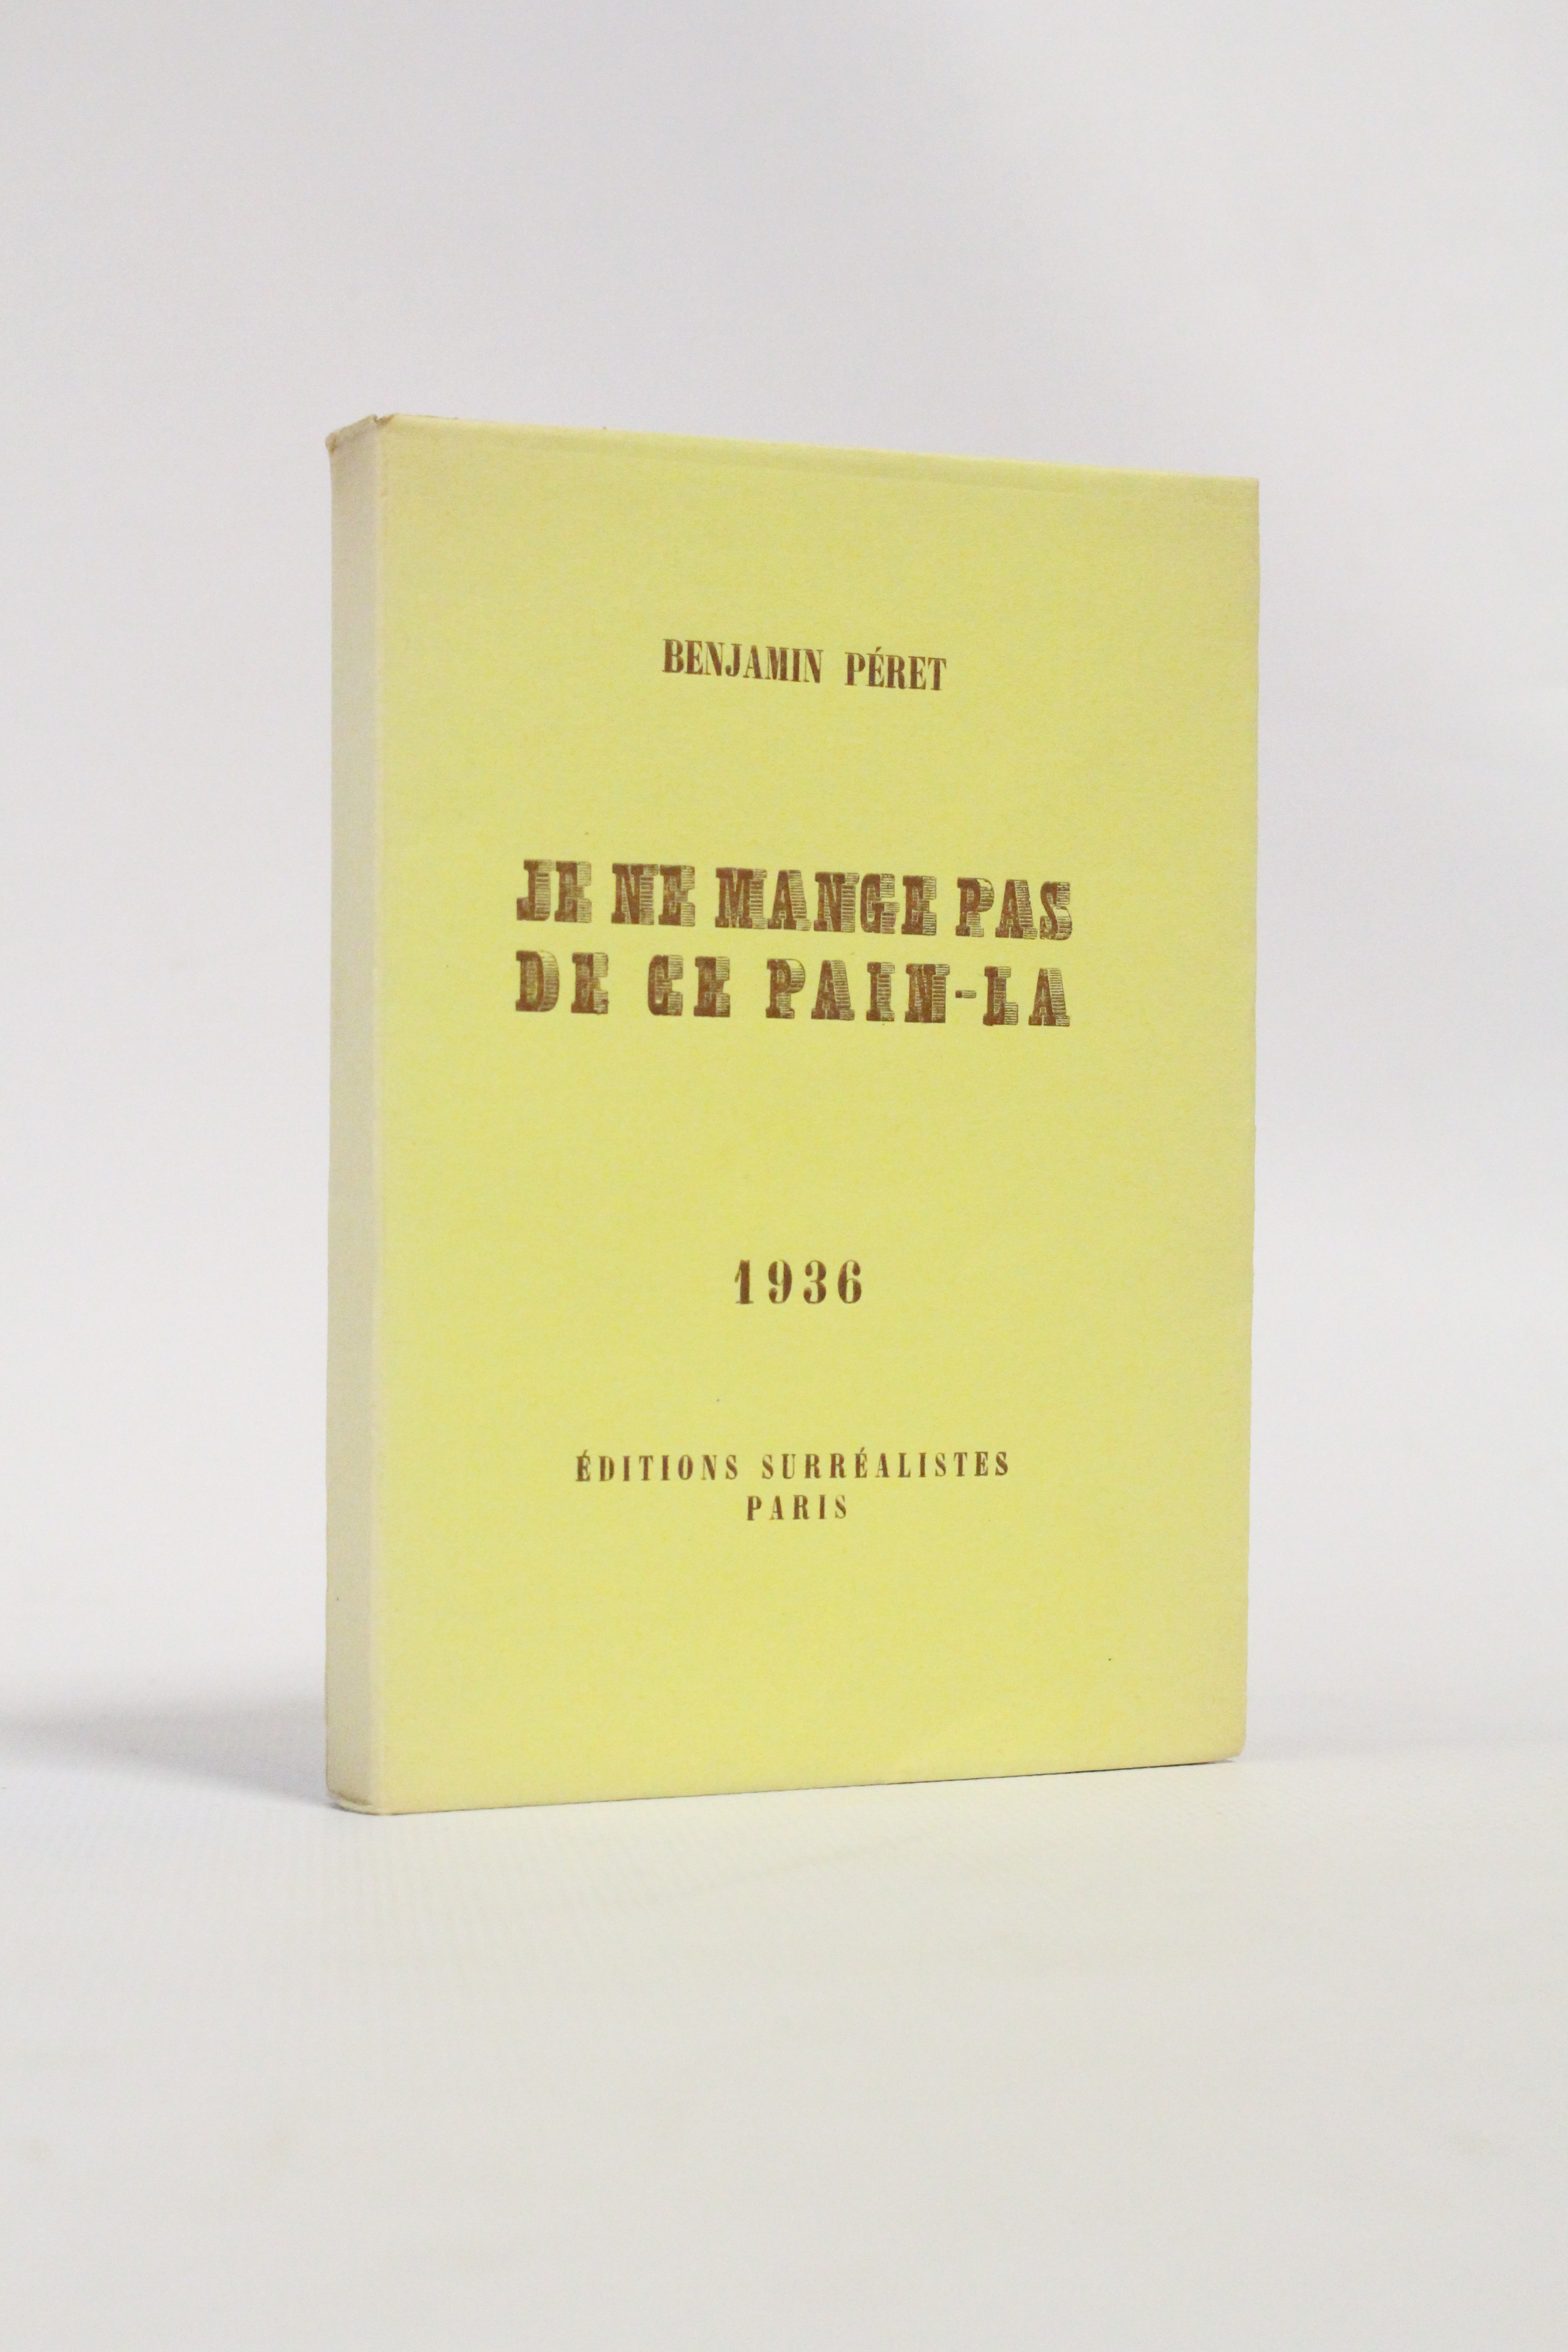 BENJAMIN PÉRET
JE NE MANGE PAS
DE CE PAIN-LA
1936
ÉDITIONS SURRÉALISTES
PARIS